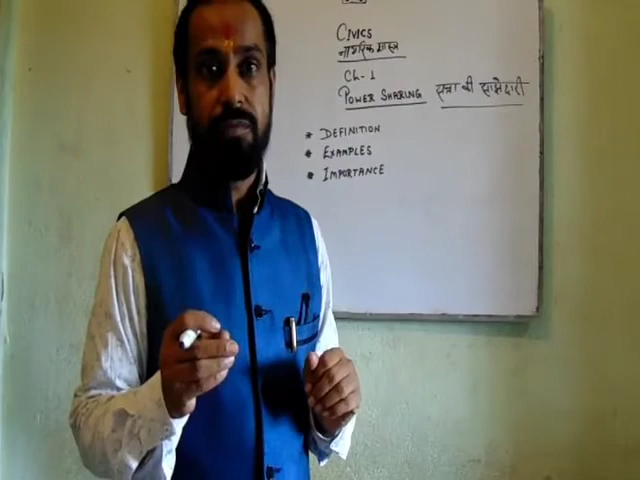 CIVICS
नागरिक शास्त्र
Ch- 1
POWER SHARING सत्ता की साझेदारी
* DEFINITION
* EXAMPLES
* IMPORTANCE